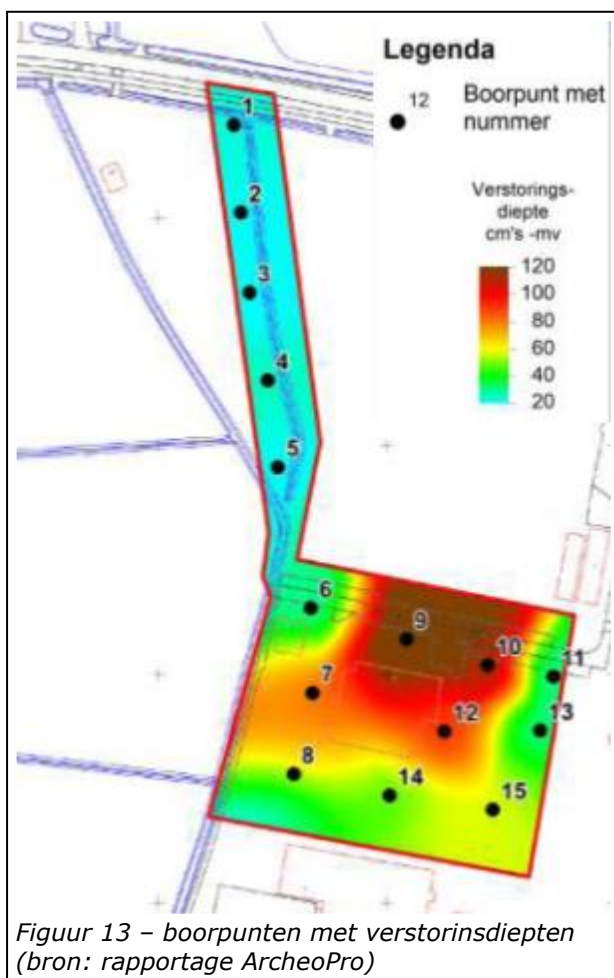 Legenda
12
Boorpunt met
nummer
Verstorings-
diepte
cm's -mv
120
100
80
60
40
20
1
2
3
4
5
6
7
8
9
10
11
12
13
14
15
Figuur 13 – boorpunten met verstorinsdiepten
(bron: rapportage ArcheoPro)